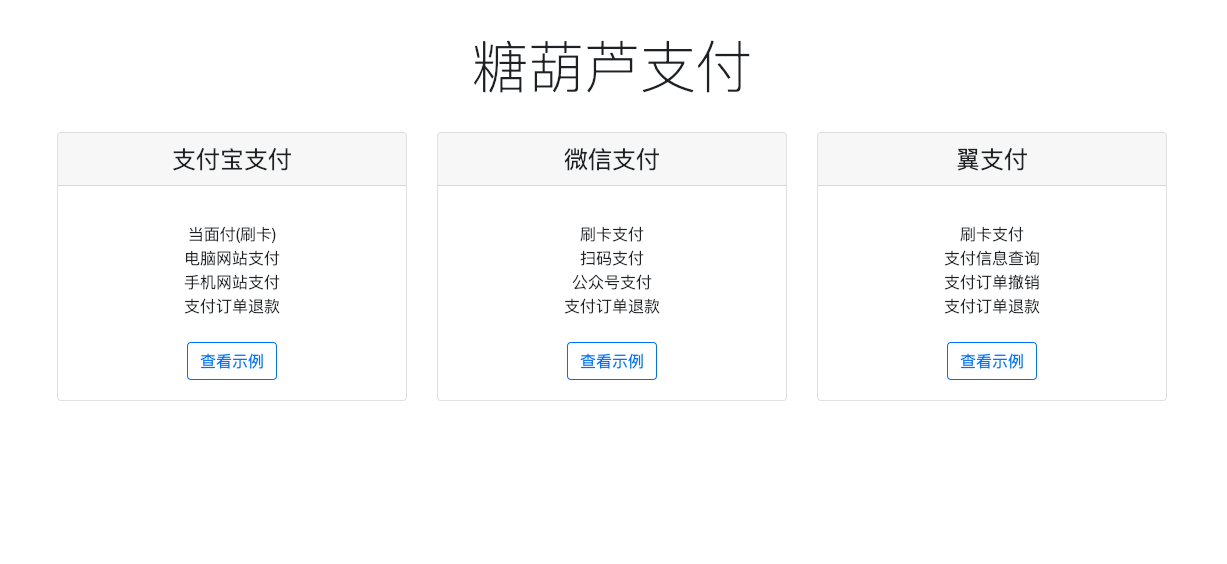 糖葫芦支付
支付宝支付
当面付(刷卡)
电脑网站支付
手机网站支付
支付订单退款
查看示例
微信支付
刷卡支付
扫码支付
公众号支付
支付订单退款
查看示例
翼支付
刷卡支付
支付信息查询
支付订单撤销
支付订单退款
查看示例